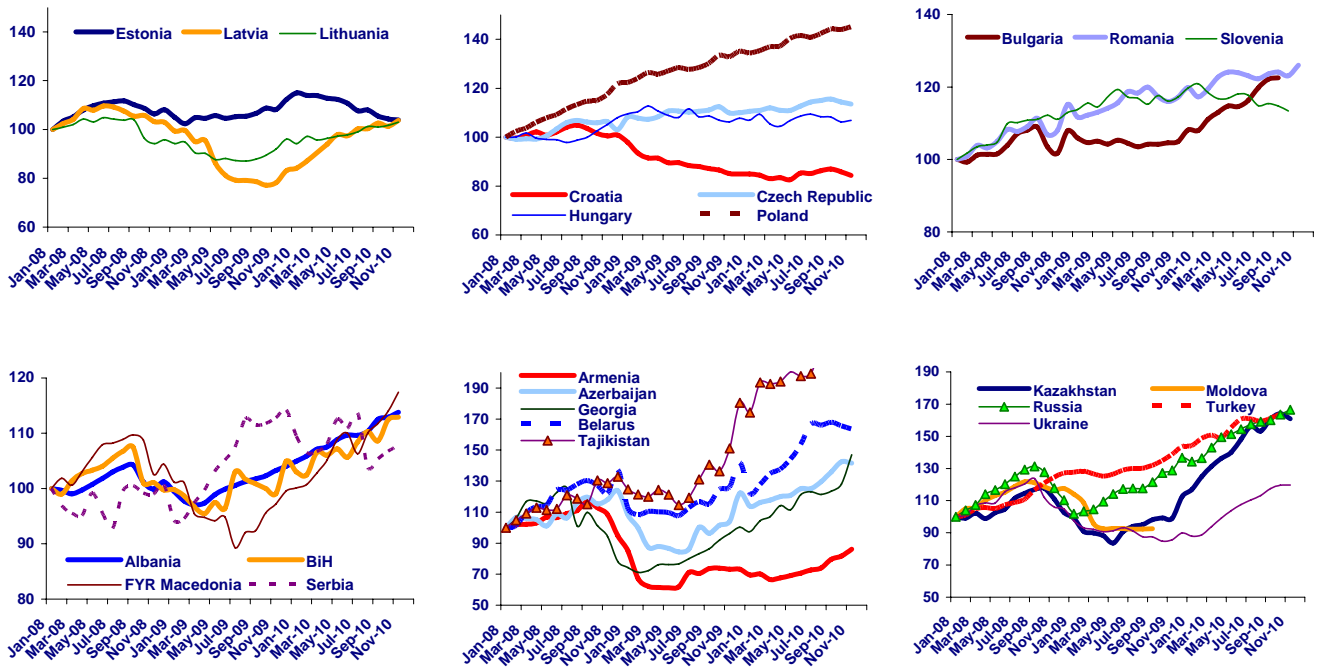 Estonia Latvia Lithuania
140
120
100
80
60
Jan-08 Mar-08 May-08 Jul-08 Sep-08 Nov-08 Jan-09 Mar-09 May-09 Jul-09 Sep-09 Nov-09 Jan-10 Mar-10 May-10 Jul-10 Sep-10 Nov-10
140
120
100
80
60
Croatia Czech Republic
Hungary Poland
Jan-08 Mar-08 May-08 Jul-08 Sep-08 Nov-08 Jan-09 Mar-09 May-09 Jul-09 Sep-09 Nov-09 Jan-10 Mar-10 May-10 Jul-10 Sep-10 Nov-10
140
Bulgaria Romania Slovenia
120
100
80
Jan-08 Mar-08 May-08 Jul-08 Sep-08 Nov-08 Jan-09 Mar-09 May-09 Jul-09 Sep-09 Nov-09 Jan-10 Mar-10 May-10 Jul-10 Sep-10 Nov-10
120
110
100
90
80
Albania BiH
FYR Macedonia Serbia
Jan-08 Mar-08 May-08 Jul-08 Sep-08 Nov-08 Jan-09 Mar-09 May-09 Jul-09 Sep-09 Nov-09 Jan-10 Mar-10 May-10 Jul-10 Sep-10 Nov-10
Armenia
Azerbaijan
Georgia
Belarus
Tajikistan
190
170
150
130
110
90
70
50
Jan-08 Mar-08 May-08 Jul-08 Sep-08 Nov-08 Jan-09 Mar-09 May-09 Jul-09 Sep-09 Nov-09 Jan-10 Mar-10 May-10 Jul-10 Sep-10 Nov-10
190
170
150
130
110
90
70
50
Kazakhstan Moldova
Russia Turkey
Ukraine
Jan-08 Mar-08 May-08 Jul-08 Sep-08 Nov-08 Jan-09 Mar-09 May-09 Jul-09 Sep-09 Nov-09 Jan-10 Mar-10 May-10 Jul-10 Sep-10 Nov-10